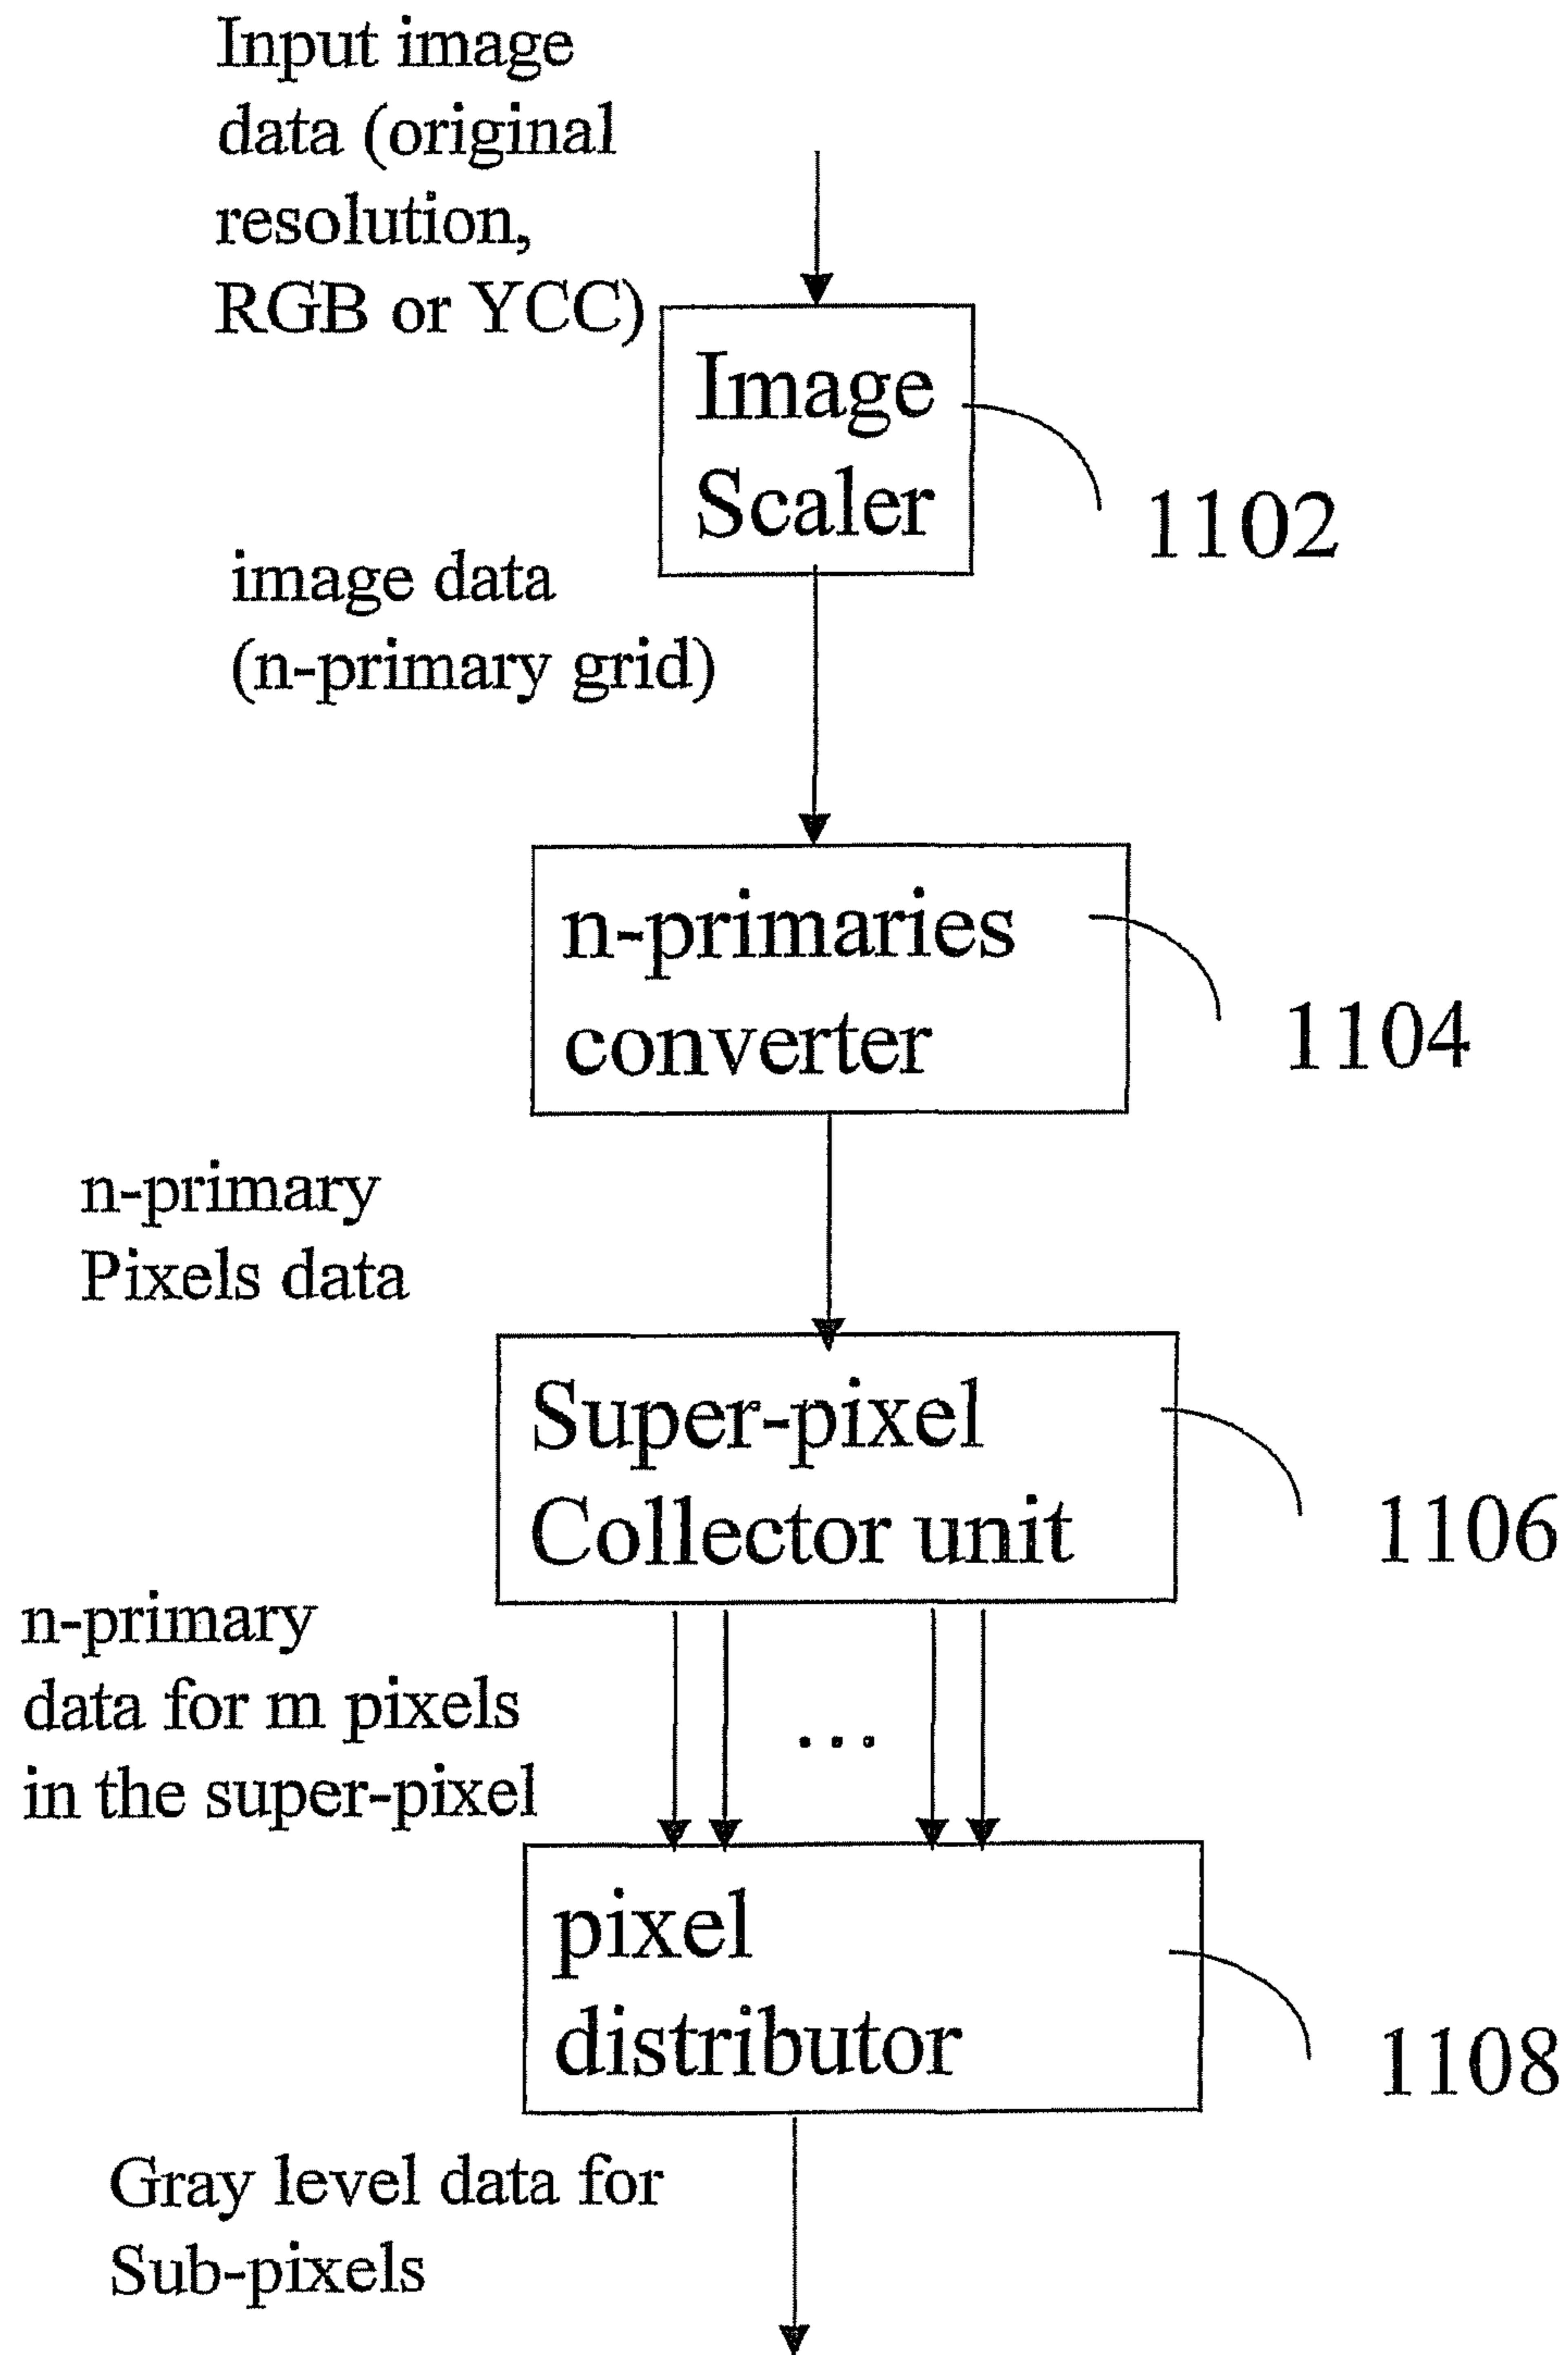 Input image
data (original
resolution,
RGB or YCC)
Image
Scaler
1102
image data
(n-primary grid)
n-primaries
converter
1104
n-primary
Pixels data
Super-pixel
Collector unit
1106
n-primary
data for m pixels
in the super-pixel
...
pixel
distributor
1108
Gray level data for
Sub-pixels